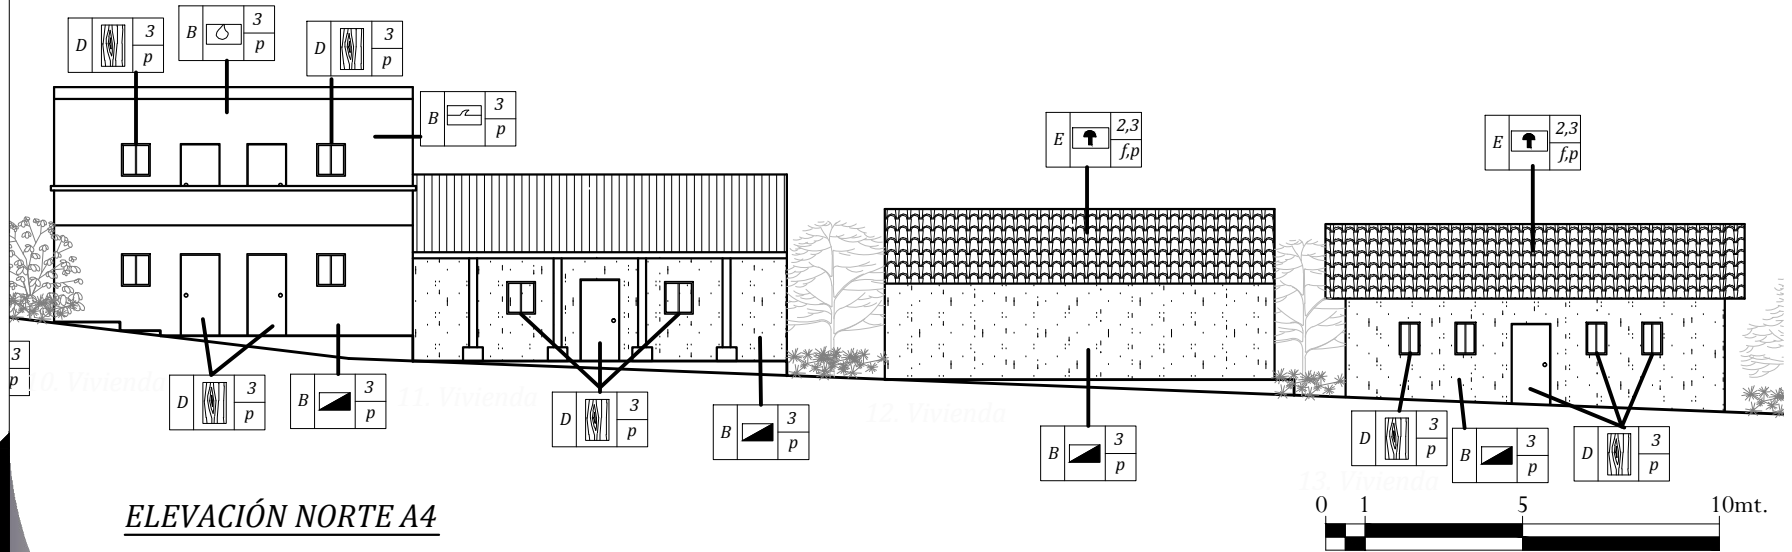 D 3 p
B 3 p
D 3 p
B 3 p
E 2,3 f,p
E 2,3 f,p
3 p
10. Vivienda
D 3 p
B 3 p
11. Vivienda
D 3 p
B 3 p
12. Vivienda
B 3 p
D 3 p
B 3 p
D 3 p
13. Vivienda
ELEVACIÓN NORTE A4
0 1 5 10mt.